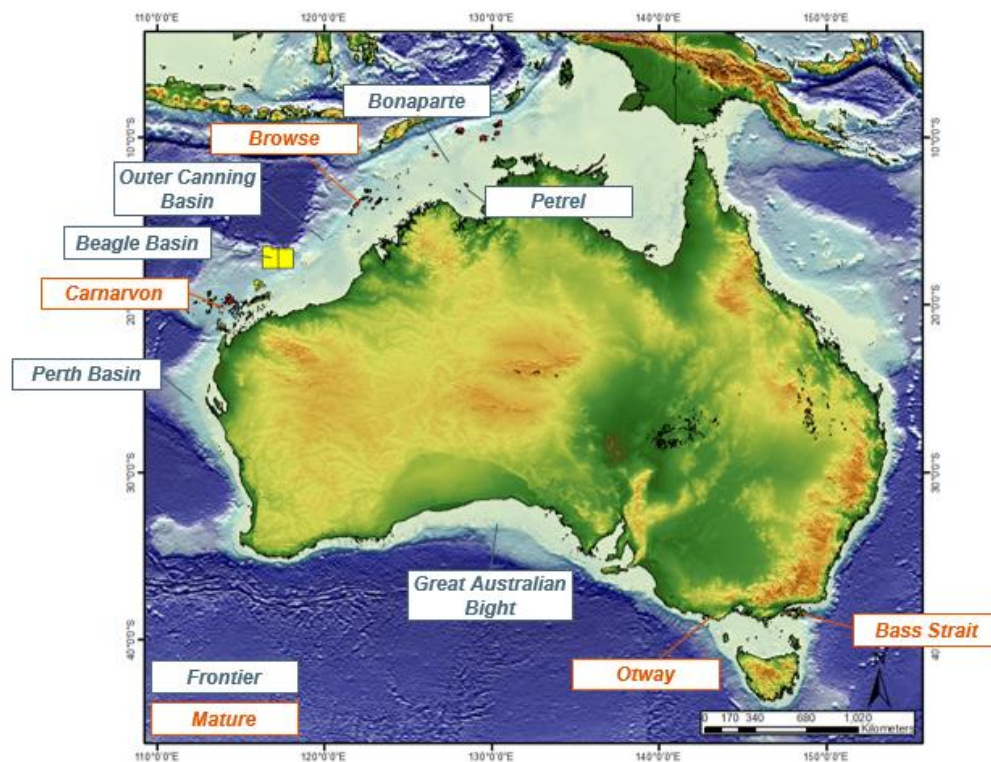 110°0'0"E
120°0'0"E
130°0'0"E
140°0'0"E
150°0'0"E
Bonaparte
Browse
10°0'0"S
10°0'0"S
Outer Canning
Basin
Petrel
Beagle Basin
Carnarvon
20°0'0"S
Perth Basin
30°0'0"S
30°0'0"S
Great Australian
Bight
Bass Strait
40°0'0"S
Otway
Frontier
Mature
0 170 340 680 1,020
Kilometers
110°0'0"E
120°0'0"E
130°0'0"E
140°0'0"E
150°0'0"E